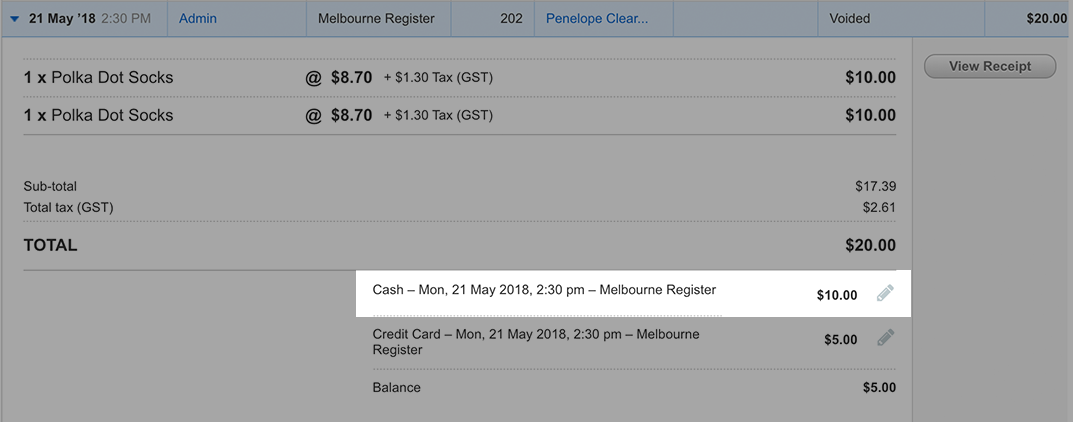 21 May '18 2:30 PM Admin Melbourne Register 202 Penelope Clear... Voided $20.00
View Receipt
1 x Polka Dot Socks @ $8.70 + $1.30 Tax (GST) $10.00
1 x Polka Dot Socks @ $8.70 + $1.30 Tax (GST) $10.00
Sub-total $17.39
Total tax (GST) $2.61
TOTAL $20.00
Cash – Mon, 21 May 2018, 2:30 pm – Melbourne Register $10.00
Credit Card – Mon, 21 May 2018, 2:30 pm – Melbourne
Register $5.00
Balance $5.00